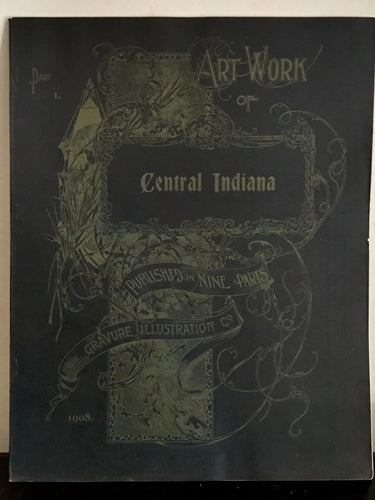 Part
1.
Art Work
of
Central Indiana
Published in Nine Parts
Gravure Illustration Co
1908.